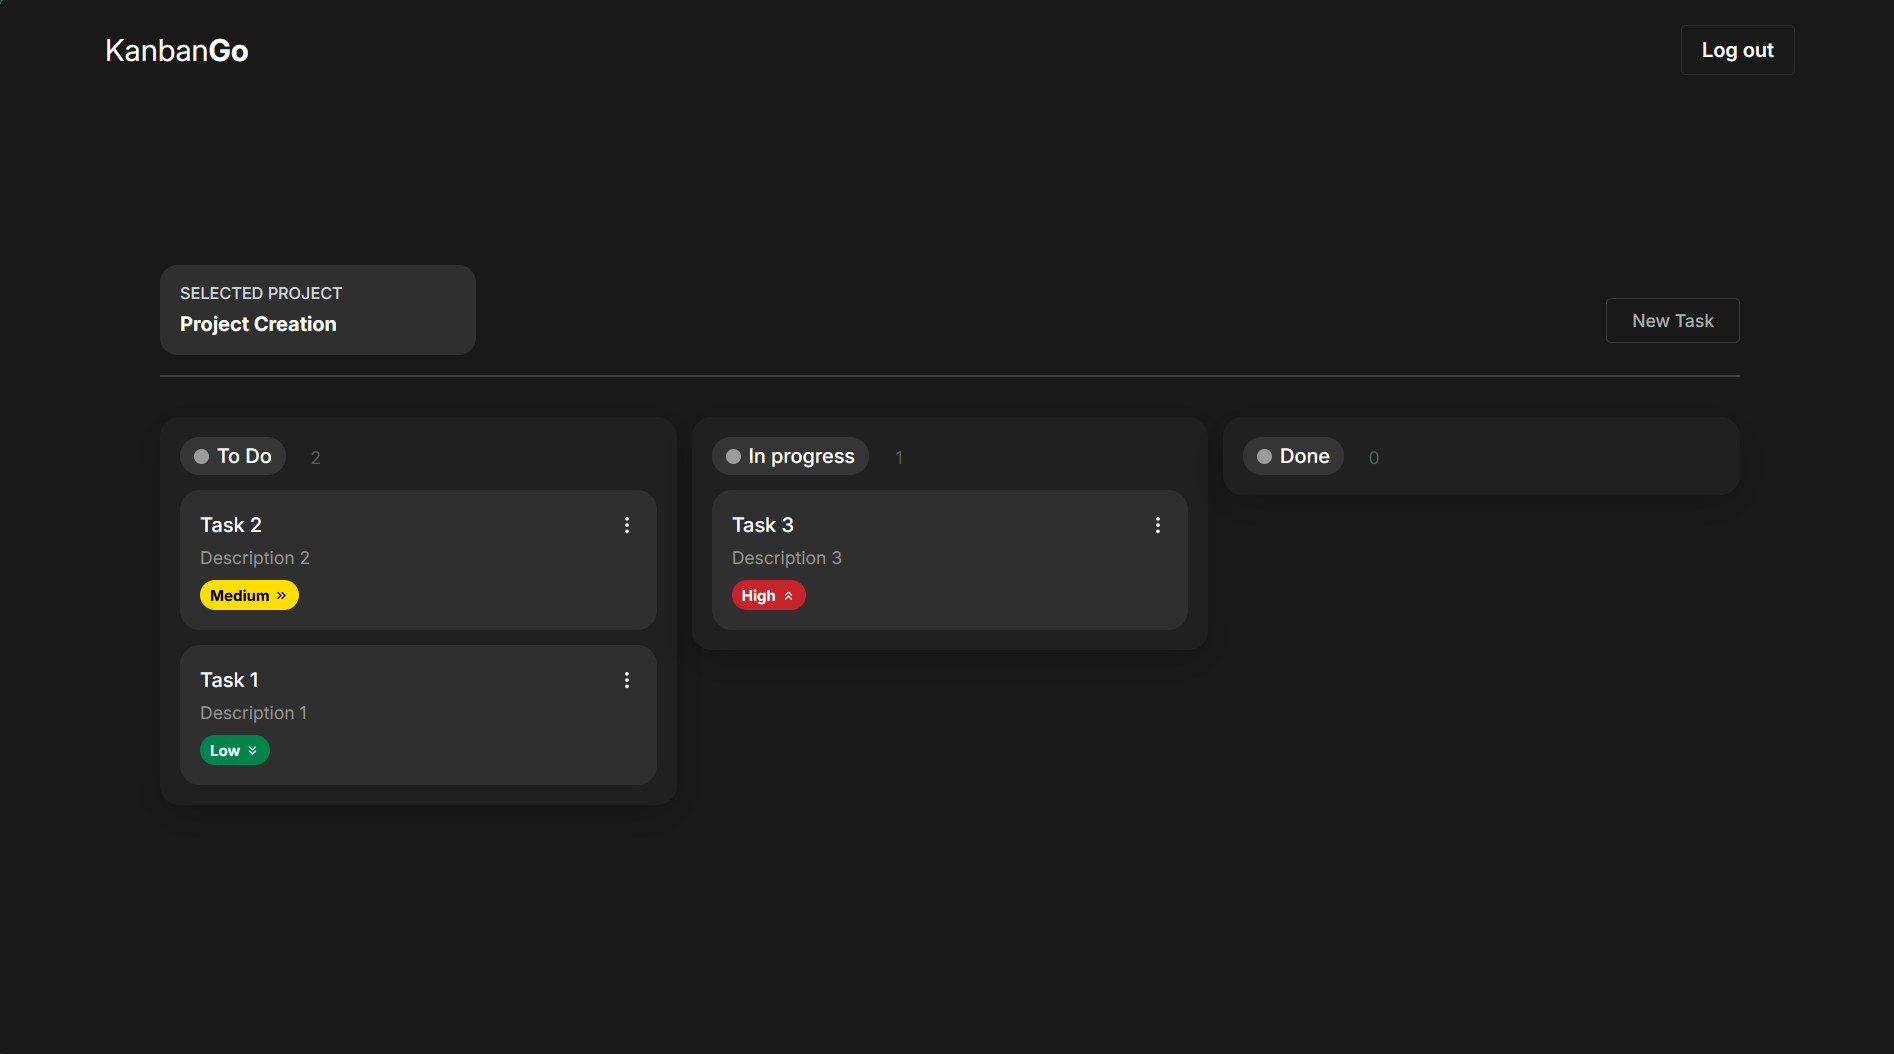 KanbanGo
Log out
SELECTED PROJECT
Project Creation
New Task
To Do 2
Task 2
Description 2
Medium
Task 1
Description 1
Low
In progress 1
Task 3
Description 3
High
Done 0